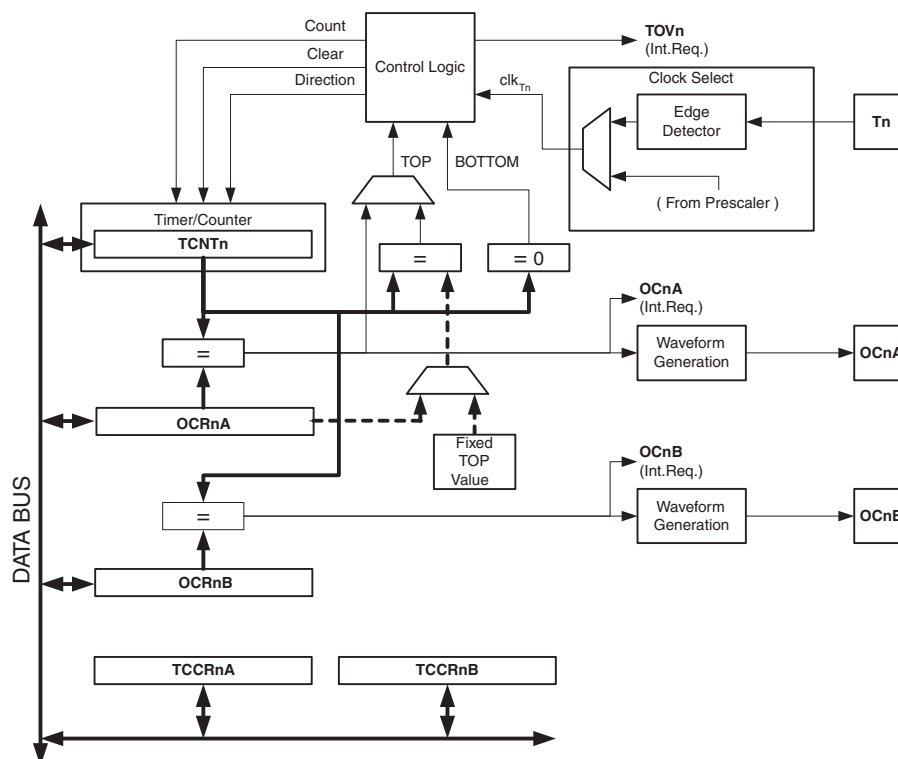 Count
Clear
Direction
Control Logic
TOVn
(Int.Req.)
clkTn
Clock Select
Edge
Detector
Tn
( From Prescaler )
TOP
BOTTOM
Timer/Counter
TCNTn
=
= 0
OCnA
(Int.Req.)
=
Waveform
Generation
OCnA
OCRnA
Fixed
TOP
Value
OCnB
(Int.Req.)
=
Waveform
Generation
OCnB
OCRnB
DATA BUS
TCCRnA
TCCRnB